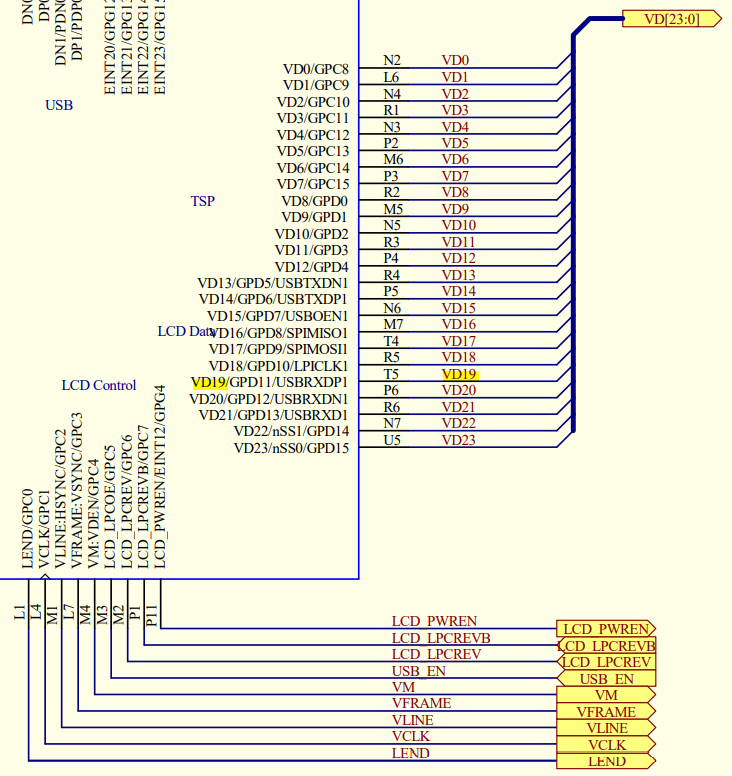 DN0
DP0
DN1/PDN0
DP1/PDP0
EINT20/GPG12
EINT21/GPG13
EINT22/GPG14
EINT23/GPG15
USB
TSP
LCD Data
LCD Control
VD[23:0]
VD0/GPC8 N2 VD0
VD1/GPC9 L6 VD1
VD2/GPC10 N4 VD2
VD3/GPC11 R1 VD3
VD4/GPC12 N3 VD4
VD5/GPC13 P2 VD5
VD6/GPC14 M6 VD6
VD7/GPC15 P3 VD7
VD8/GPD0 R2 VD8
VD9/GPD1 M5 VD9
VD10/GPD2 N5 VD10
VD11/GPD3 R3 VD11
VD12/GPD4 P4 VD12
VD13/GPD5/USBTXDN1 R4 VD13
VD14/GPD6/USBTXDP1 P5 VD14
VD15/GPD7/USBOEN1 N6 VD15
VD16/GPD8/SPIMISO1 M7 VD16
VD17/GPD9/SPIMOSI1 T4 VD17
VD18/GPD10/LPICLK1 R5 VD18
VD19/GPD11/USBRXDP1 T5 VD19
VD20/GPD12/USBRXDN1 P6 VD20
VD21/GPD13/USBRXD1 R6 VD21
VD22/nSS1/GPD14 N7 VD22
VD23/nSS0/GPD15 U5 VD23
LEND/GPC0
VCLK/GPC1
VLINE:HSYNC/GPC2
VFRAME:VSYNC/GPC3
VM:VDEN/GPC4
LCD_LPCOE/GPC5
LCD_LPCREV/GPC6
LCD_LPCREVB/GPC7
LCD_PWREN/EINT12/GPG4
L1
L4
M1
L7
M4
M3
M2
P1
P11
LCD_PWREN LCD_PWREN
LCD_LPCREVB LCD_LPCREVB
LCD_LPCREV LCD_LPCREV
USB_EN USB_EN
VM VM
VFRAME VFRAME
VLINE VLINE
VCLK VCLK
LEND LEND